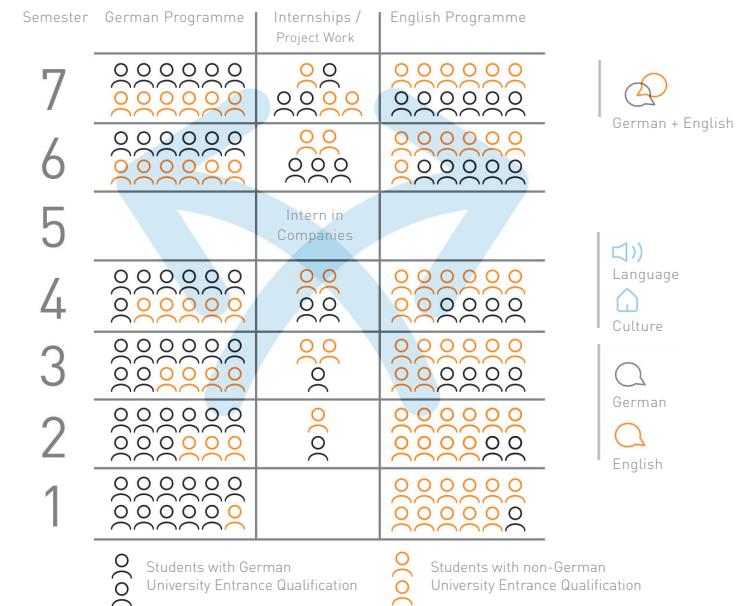 Semester
German Programme
Internships /
Project Work
English Programme
7
German + English
6
5
Intern in
Companies
Language
4
Culture
3
German
2
English
1
Students with German
University Entrance Qualification
Students with non-German
University Entrance Qualification